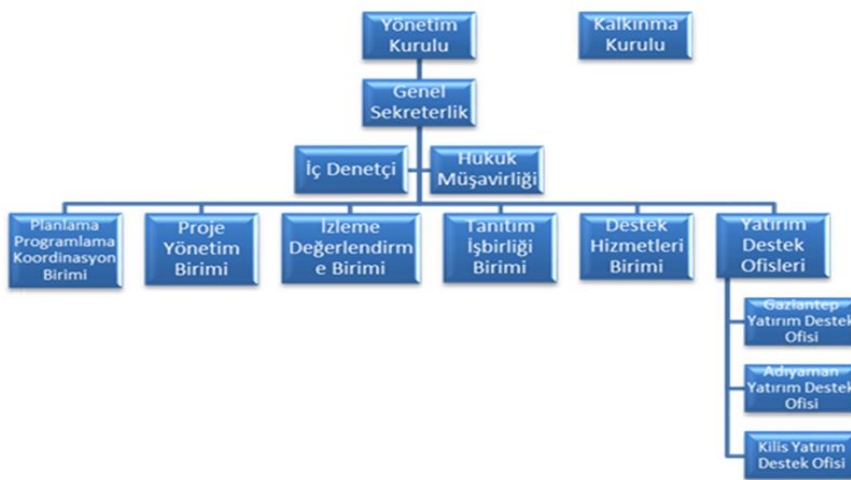 Yönetim
Kurulu
Kalkınma
Kurulu
Genel
Sekreterlik
İç Denetçi
Hukuk
Müşavirliği
Planlama
Programlama
Koordinasyon
Birimi
Proje
Yönetim
Birimi
İzleme
Değerlendirm
e Birimi
Tanıtım
İşbirliği
Birimi
Destek
Hizmetleri
Birimi
Yatırım
Destek
Ofisleri
Gaziantep
Yatırım Destek
Ofisi
Adıyaman
Yatırım Destek
Ofisi
Kilis Yatırım
Destek Ofisi